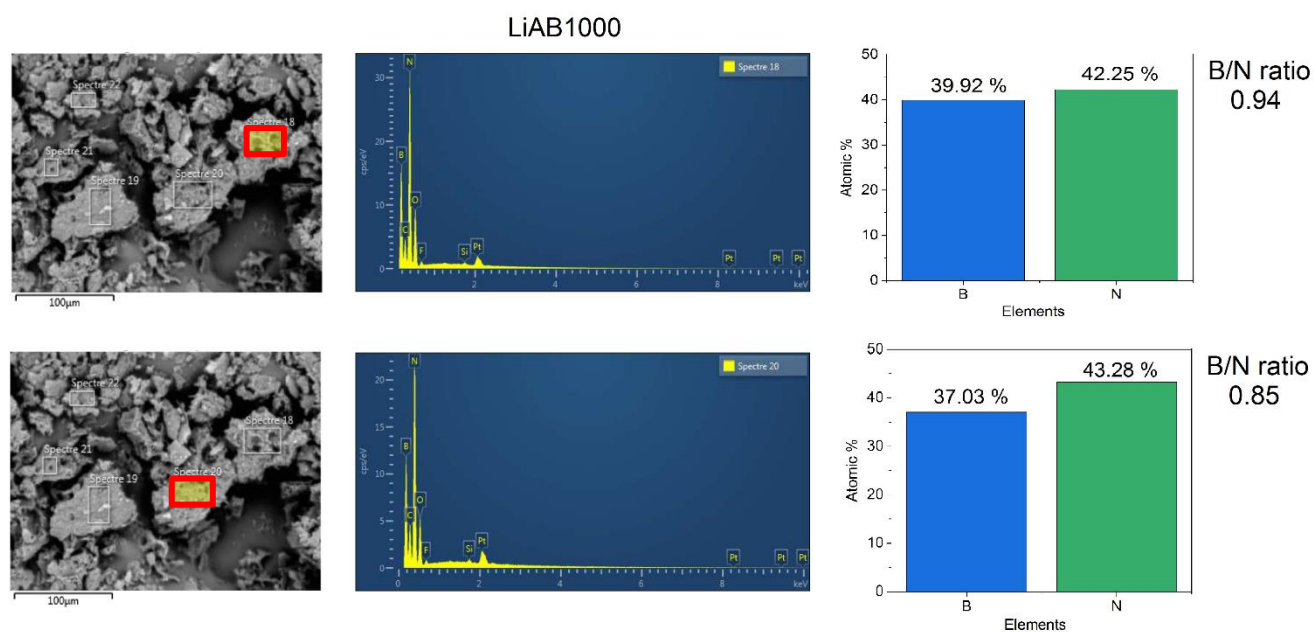 LiAB1000
Spectre 22
Spectre 18
Spectre 21
Spectre 19
Spectre 20
100µm
Spectre 18
cps/eV
30
20
10
0
B
C
N
O
F
Si
Pt
Pt
Pt
Pt
2
4
6
8
keV
50
40
30
20
10
0
Atomic %
39.92 %
42.25 %
B
N
Elements
B/N ratio
0.94
Spectre 22
Spectre 18
Spectre 21
Spectre 19
Spectre 20
100µm
Spectre 20
cps/eV
20
15
10
5
0
B
C
N
O
F
Si
Pt
Pt
Pt
Pt
0
2
4
6
8
keV
50
40
30
20
10
0
Atomic %
37.03 %
43.28 %
B
N
Elements
B/N ratio
0.85